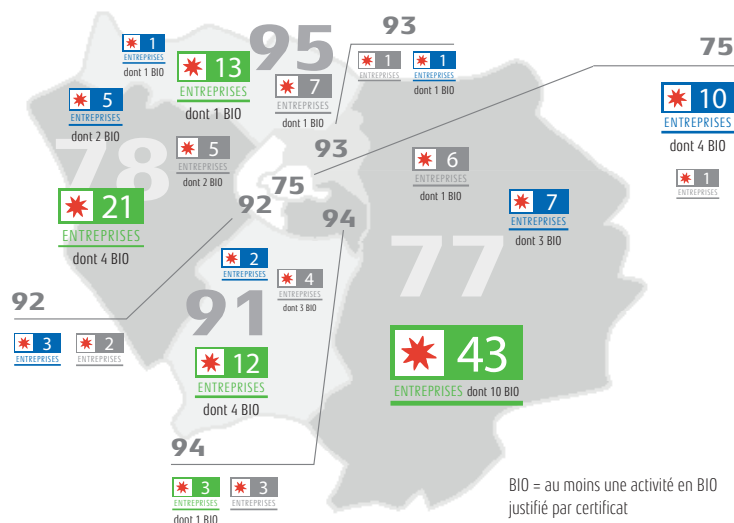 93
95
75
1
ENTREPRISES
dont 1 BIO
13
ENTREPRISES
dont 1 BIO
7
ENTREPRISES
dont 1 BIO
1
ENTREPRISES
1
ENTREPRISES
dont 1 BIO
10
ENTREPRISES
dont 4 BIO
1
ENTREPRISES
5
ENTREPRISES
dont 2 BIO
78
5
ENTREPRISES
dont 2 BIO
93
75
92
94
6
ENTREPRISES
dont 1 BIO
7
ENTREPRISES
dont 3 BIO
21
ENTREPRISES
dont 4 BIO
77
2
ENTREPRISES
4
ENTREPRISES
dont 3 BIO
91
92
3
ENTREPRISES
2
ENTREPRISES
12
ENTREPRISES
dont 4 BIO
43
ENTREPRISES dont 10 BIO
94
3
ENTREPRISES
dont 1 BIO
3
ENTREPRISES
BIO = au moins une activité en BIO
justifié par certificat